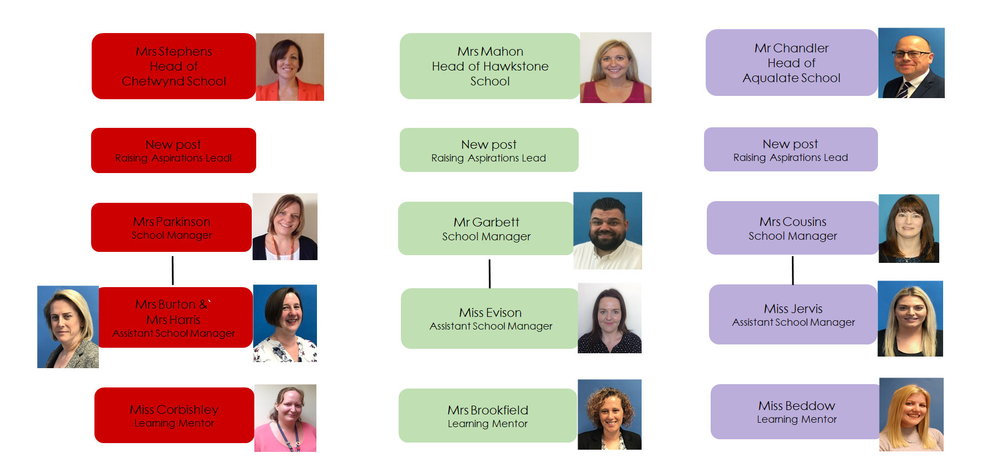 Mrs Stephens
Head of
Chetwynd School
Mrs Mahon
Head of Hawkstone
School
Mr Chandler
Head of
Aqualate School
New post
Raising Aspirations Leadl
New post
Raising Aspirations Lead
New post
Raising Aspirations Lead
Mrs Parkinson
School Manager
Mr Garbett
School Manager
Mrs Cousins
School Manager
Mrs Burton &`
Mrs Harris
Assistant School Manager
Miss Evison
Assistant School Manager
Miss Jervis
Assistant School Manager
Miss Corbishley
Learning Mentor
Mrs Brookfield
Learning Mentor
Miss Beddow
Learning Mentor